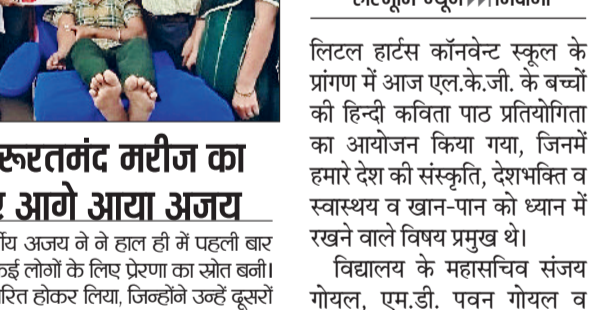 रूरतमंद मरीज का
आगे आया अजय
अजय ने ने हाल ही में पहली बार
कई लोगों के लिए प्रेरणा का स्रोत बनी।
होकर लिया, जिन्होंने उन्हें दूसरों
लिटल हार्टस कॉनवेन्ट स्कूल के
प्रांगण में आज एल.के.जी. के बच्चों
की हिन्दी कविता पाठ प्रतियोगिता
का आयोजन किया गया, जिनमें
हमारे देश की संस्कृति, देशभक्ति व
स्वास्थय व खान-पान को ध्यान में
रखने वाले विषय प्रमुख थे।
विद्यालय के महासचिव संजय
गोयल, एम.डी. पवन गोयल व